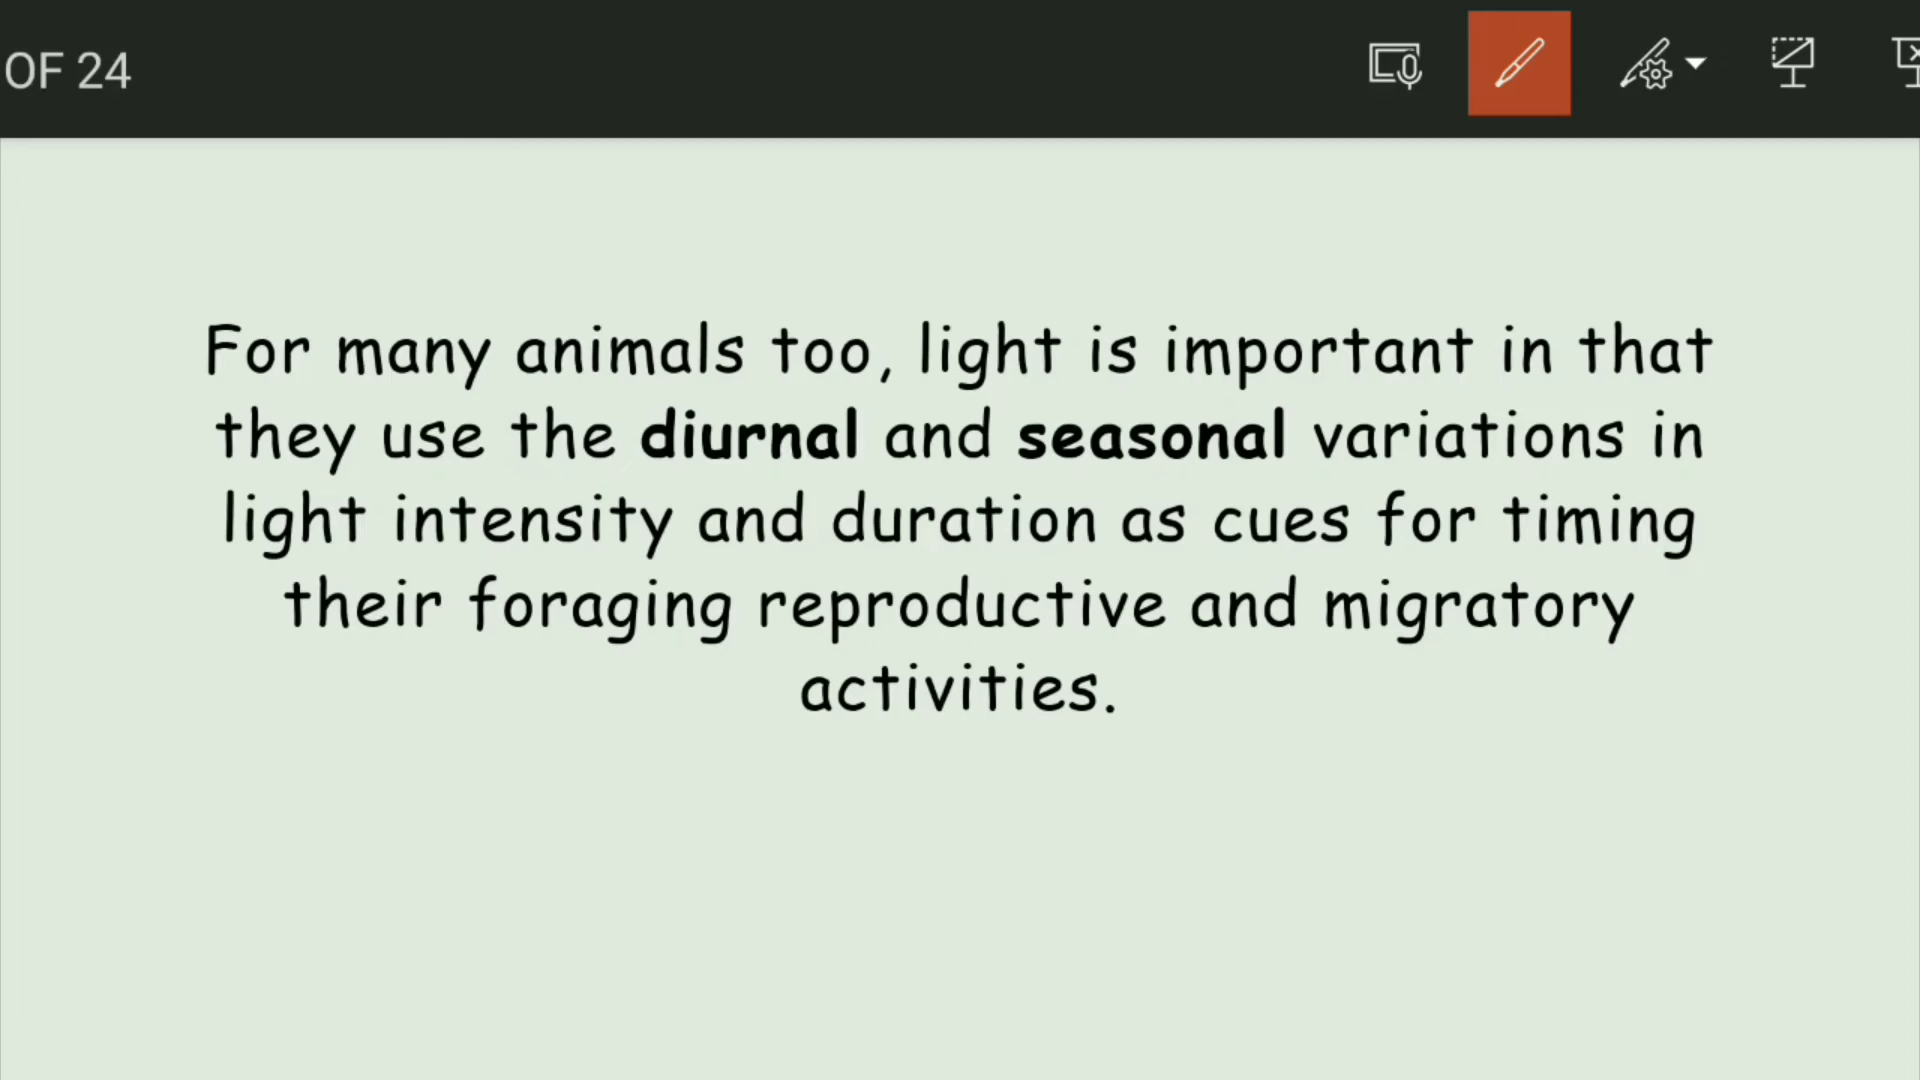 OF 24
For many animals too, light is important in that
they use the diurnal and seasonal variations in
light intensity and duration as cues for timing
their foraging reproductive and migratory
activities.